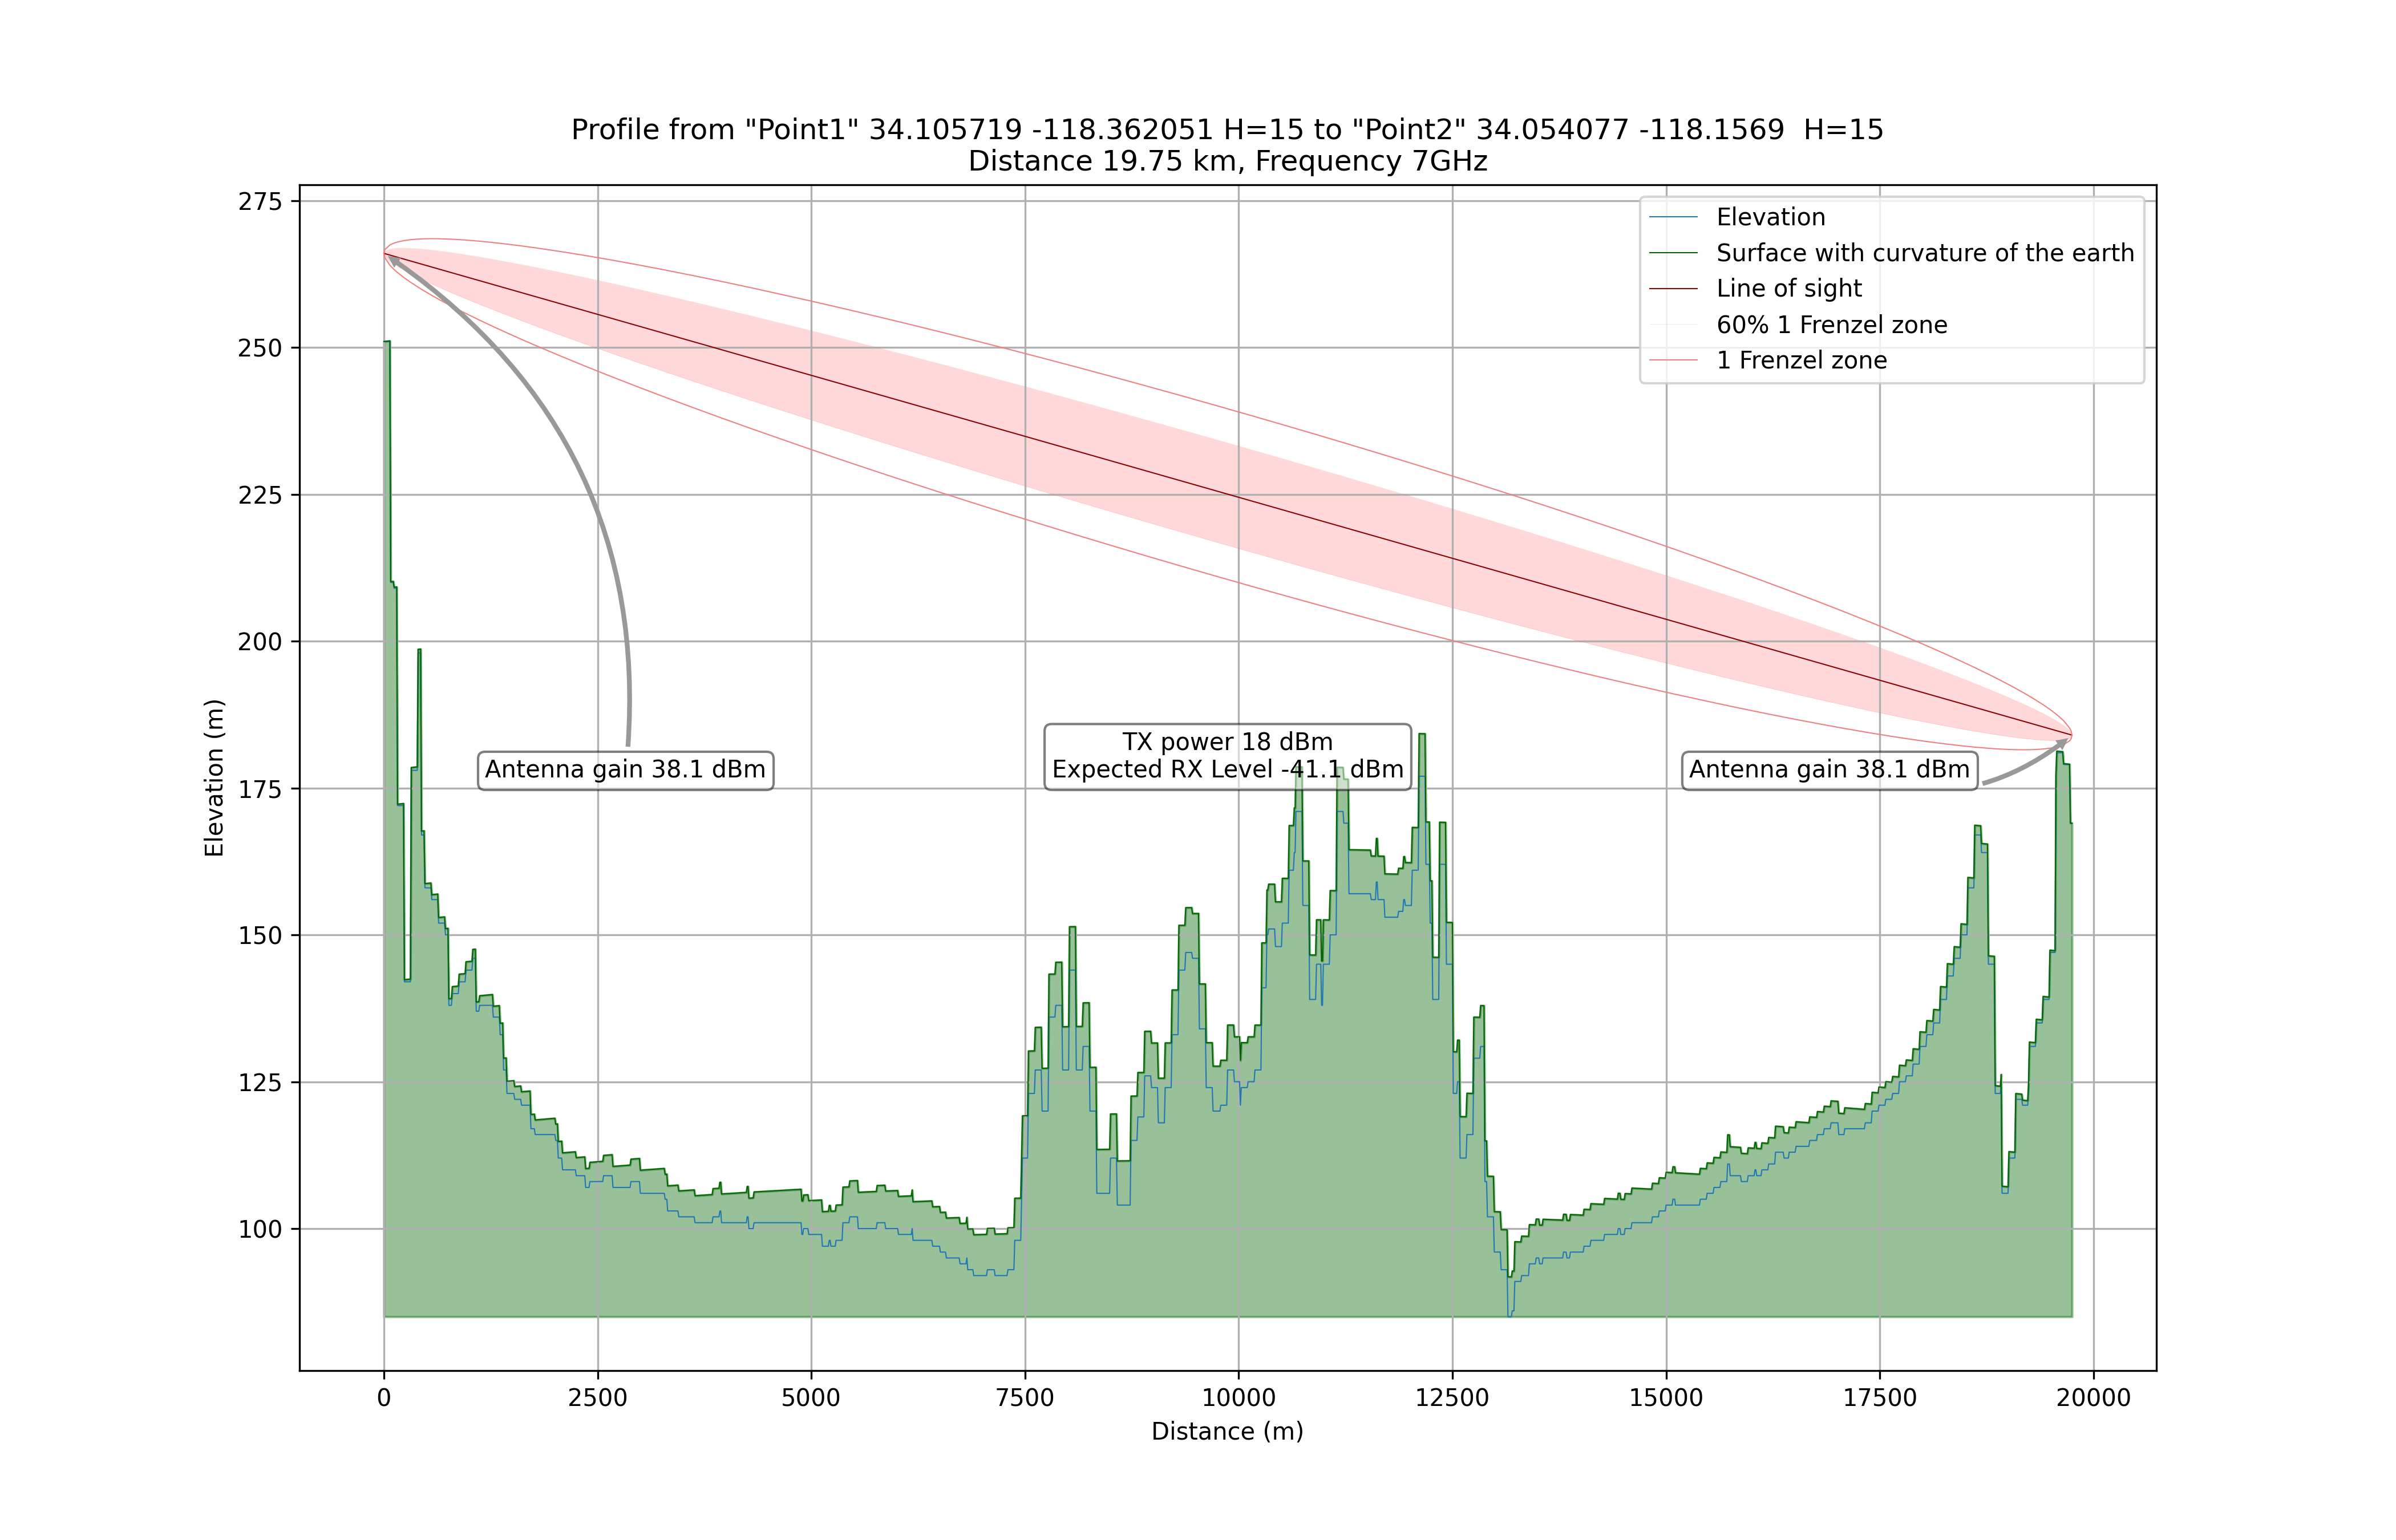 Profile from "Point1" 34.105719 -118.362051 H=15 to "Point2" 34.054077 -118.1569  H=15
Distance 19.75 km, Frequency 7GHz
275
250
225
200
175
150
125
100
Elevation (m)
Elevation
Surface with curvature of the earth
Line of sight
60% 1 Frenzel zone
1 Frenzel zone
Antenna gain 38.1 dBm
TX power 18 dBm
Expected RX Level -41.1 dBm
Antenna gain 38.1 dBm
0
2500
5000
7500
10000
12500
15000
17500
20000
Distance (m)